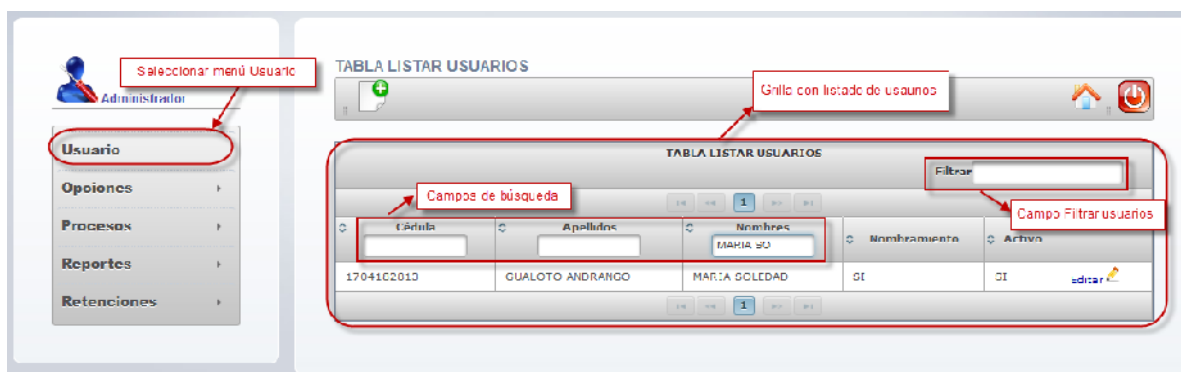 Seleccionar menú Usuario
Administrador
Usuario
Opciones
Procesos
Reportes
Retenciones
TABLA LISTAR USUARIOS
Grilla con listado de usaurios
TABLA LISTAR USUARIOS
Filtrar
Campos de búsqueda
Campo Filtrar usuarios
1
Cédula Apellidos Nombres Nombramiento Activo
MARIA SO
GUALOTO ANDRANGO MARIA SOLEDAD SI SI editar
1